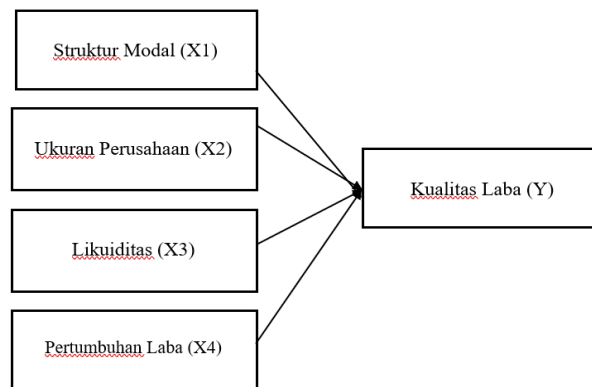 Struktur Modal (X1)
Ukuran Perusahaan (X2)
Kualitas Laba (Y)
Likuiditas (X3)
Pertumbuhan Laba (X4)